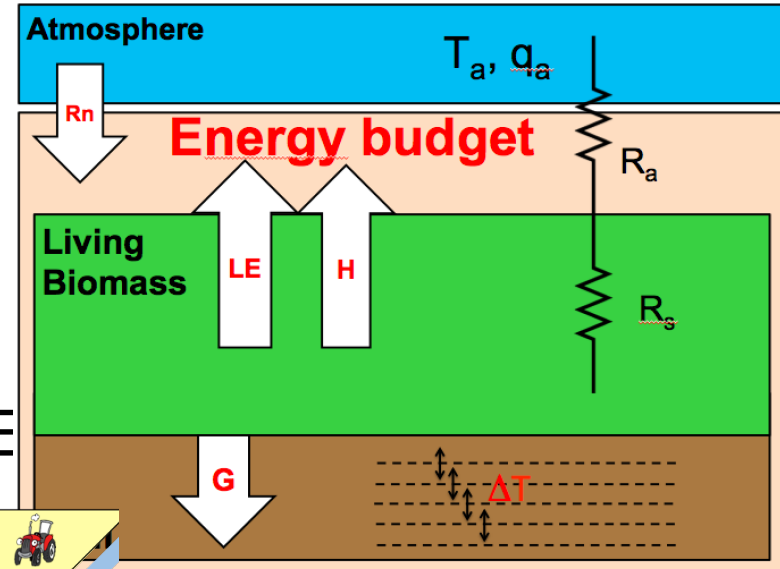 Atmosphere
Tₐ, qₐ
Rn
Energy budget
Rₐ
Living
Biomass
LE
H
Rₛ
G
ΔT